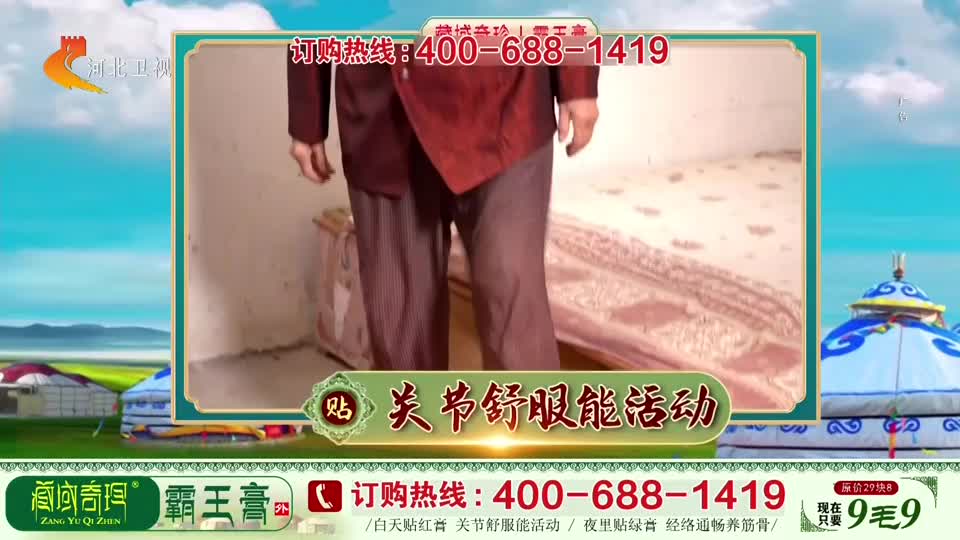 藏域奇珍 | 霸王膏
订购热线：400-688-1419
河北卫视
广告
贴 关节舒服能活动
藏域奇珍®
ZANG YU QI ZHEN
霸王膏 外
订购热线：400-688-1419
/白天贴红膏 关节舒服能活动 / 夜里贴绿膏 经络通畅养筋骨/
原价29块8
现在只要 9毛9